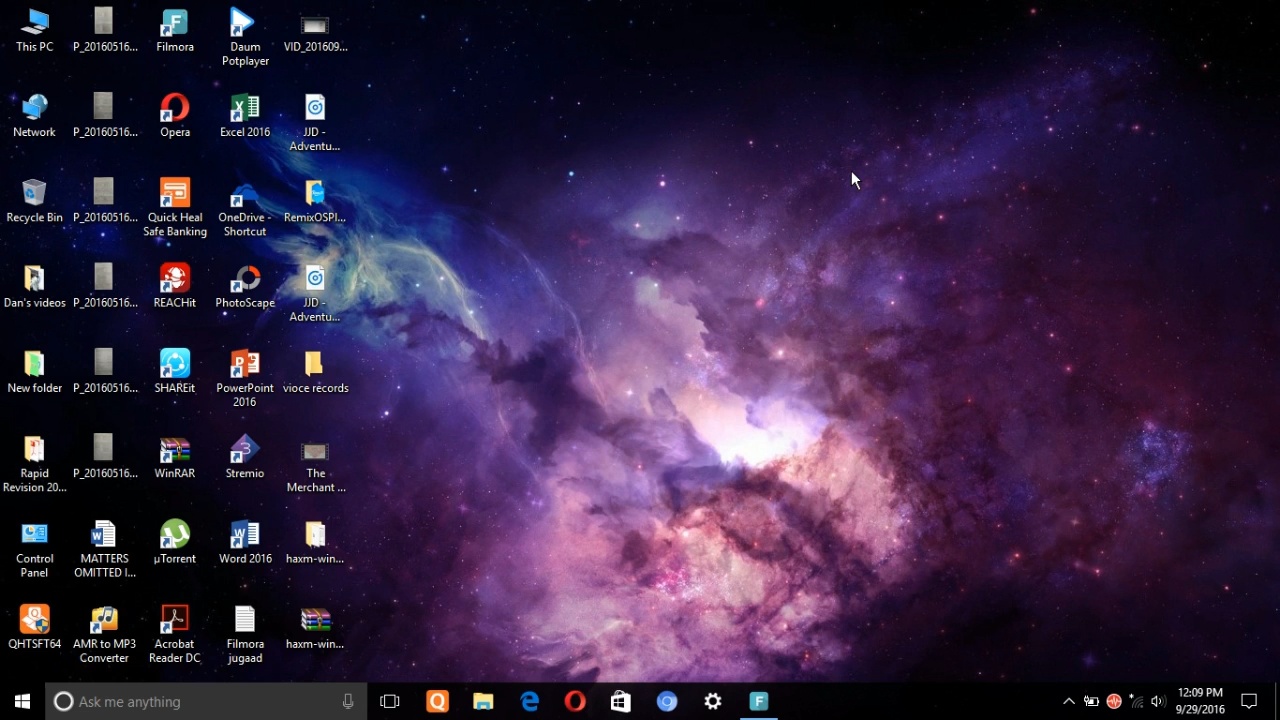 This PC
P_20160516...
Filmora
Daum
Potplayer
VID_201609...
Network
P_20160516...
Opera
Excel 2016
JJD -
Adventu...
Recycle Bin
P_20160516...
Quick Heal
Safe Banking
OneDrive -
Shortcut
RemixOSPI...
Dan's videos
P_20160516...
REACHit
PhotoScape
JJD -
Adventu...
New folder
P_20160516...
SHAREit
PowerPoint
2016
vioce records
Rapid
Revision 20...
P_20160516...
WinRAR
Stremio
The
Merchant ...
Control
Panel
MATTERS
OMITTED I...
µTorrent
Word 2016
haxm-win...
QHTSFT64
AMR to MP3
Converter
Acrobat
Reader DC
Filmora
jugaad
haxm-win...
Ask me anything
12:09 PM
9/29/2016